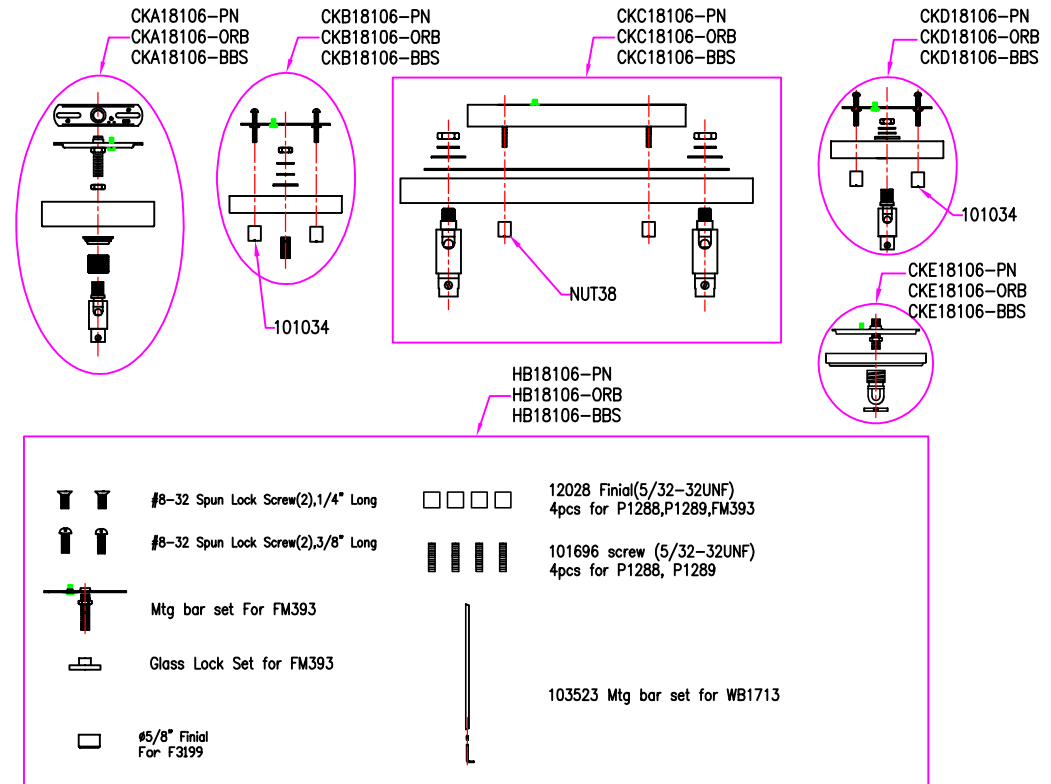 CKA18106-PN
CKA18106-ORB
CKA18106-BBS
CKB18106-PN
CKB18106-ORB
CKB18106-BBS
CKC18106-PN
CKC18106-ORB
CKC18106-BBS
CKD18106-PN
CKD18106-ORB
CKD18106-BBS
101034
101034
NUT38
CKE18106-PN
CKE18106-ORB
CKE18106-BBS
HB18106-PN
HB18106-ORB
HB18106-BBS
#8-32 Spun Lock Screw(2),1/4" Long
#8-32 Spun Lock Screw(2),3/8" Long
Mtg bar set For FM393
Glass Lock Set for FM393
ø5/8" Finial
For F3199
12028 Finial(5/32-32UNF)
4pcs for P1288,P1289,FM393
101696 screw (5/32-32UNF)
4pcs for P1288, P1289
103523 Mtg bar set for WB1713